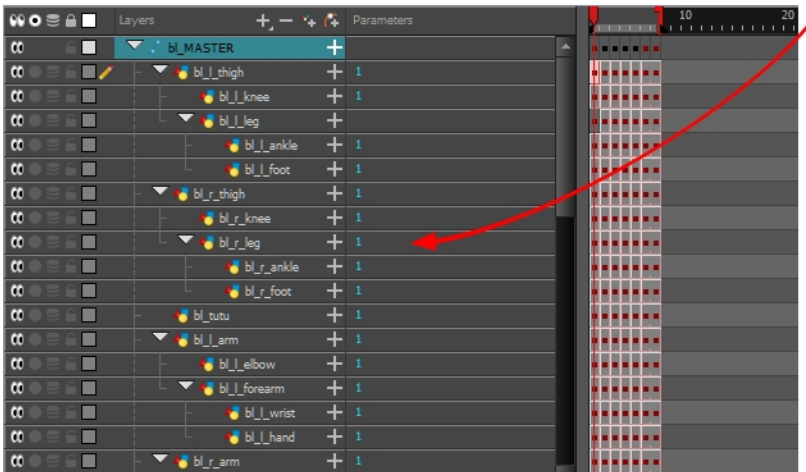 Layers Parameters 10 20
bl_MASTER
bl_l_thigh 1
bl_l_knee 1
bl_l_leg
bl_l_ankle 1
bl_l_foot 1
bl_r_thigh 1
bl_r_knee 1
bl_r_leg 1
bl_r_ankle 1
bl_r_foot 1
bl_tutu 1
bl_l_arm 1
bl_l_elbow 1
bl_l_forearm 1
bl_l_wrist 1
bl_l_hand 1
bl_r_arm 1